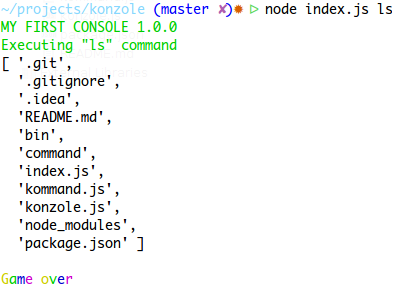 ~/projects/konzole (master ✘)✹ ▷ node index.js ls
MY FIRST CONSOLE 1.0.0
Executing "ls" command
[ '.git',
  '.gitignore',
  '.idea',
  'README.md',
  'bin',
  'command',
  'index.js',
  'kommand.js',
  'konzole.js',
  'node_modules',
  'package.json' ]

Game over